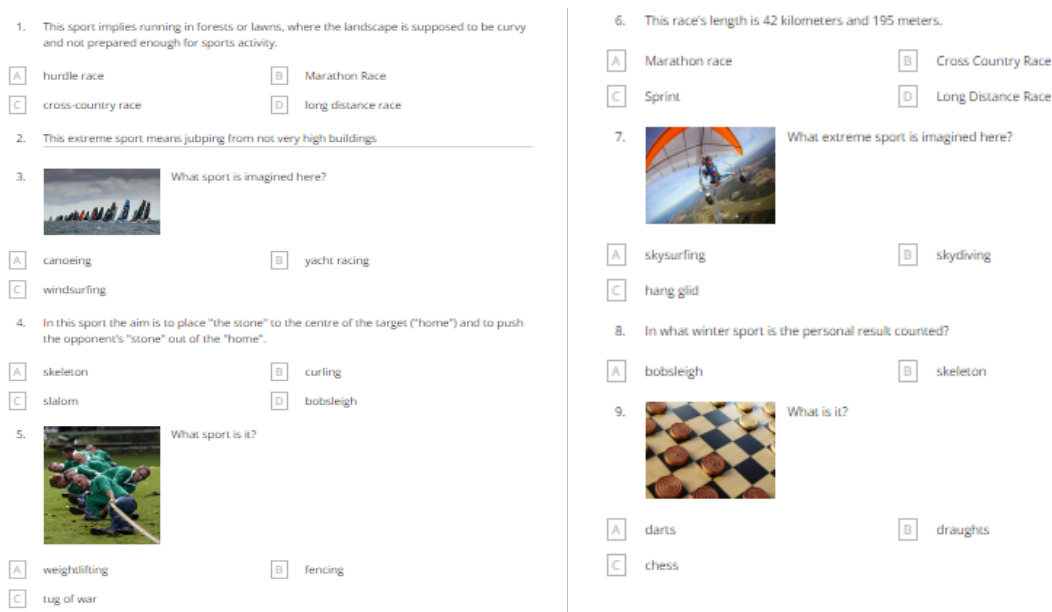 1. This sport implies running in forests or lawns, where the landscape is supposed to be curvy
and not prepared enough for sports activity.
A hurdle race
B Marathon Race
C cross-country race
D long distance race
2. This extreme sport means jubping from not very high buildings
3. What sport is imagined here?
A canoeing
B yacht racing
C windsurfing
4. In this sport the aim is to place "the stone" to the centre of the target ("home") and to push
the opponent's "stone" out of the "home".
A skeleton
B curling
C slalom
D bobsleigh
5. What sport is it?
A weightlifting
B fencing
C tug of war
6. This race's length is 42 kilometers and 195 meters.
A Marathon race
B Cross Country Race
C Sprint
D Long Distance Race
7. What extreme sport is imagined here?
A skysurfing
B skydiving
C hang glid
8. In what winter sport is the personal result counted?
A bobsleigh
B skeleton
9. What is it?
A darts
B draughts
C chess